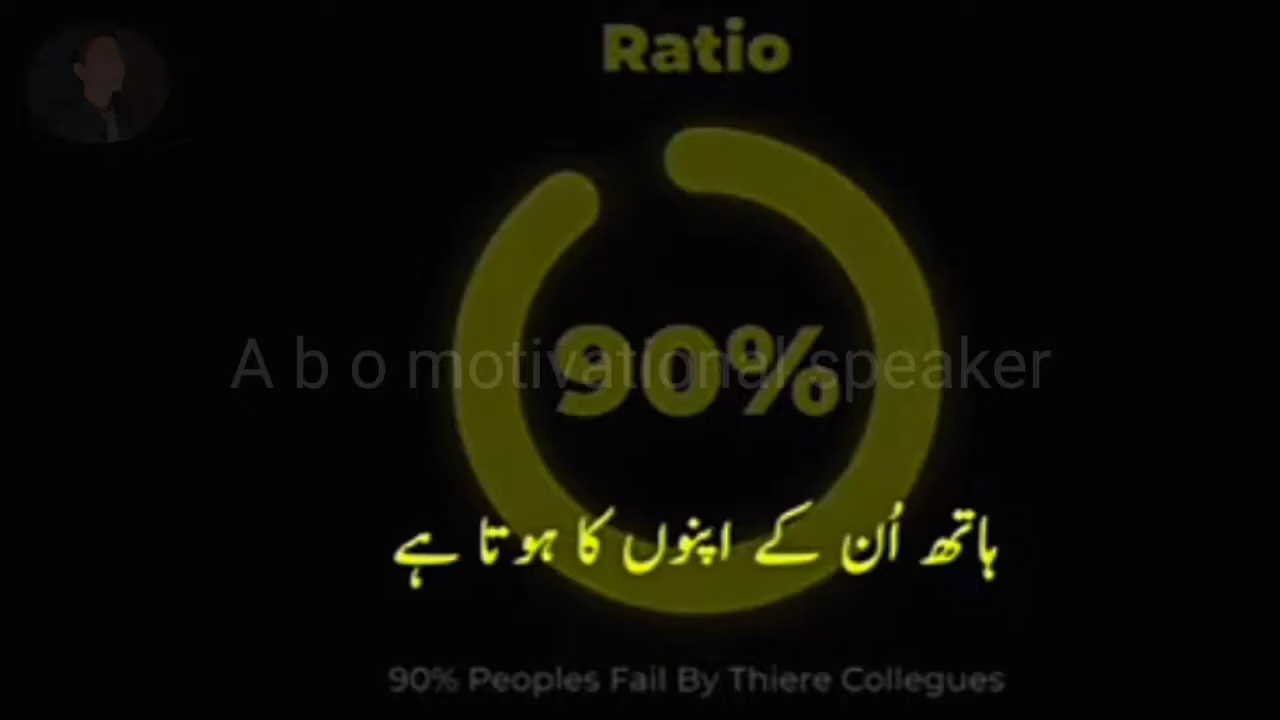 Ratio
90%
A b o motivational speaker
ہاتھ اُن کے اپنوں کا ہوتا ہے
90% Peoples Fail By Thiere Collegues